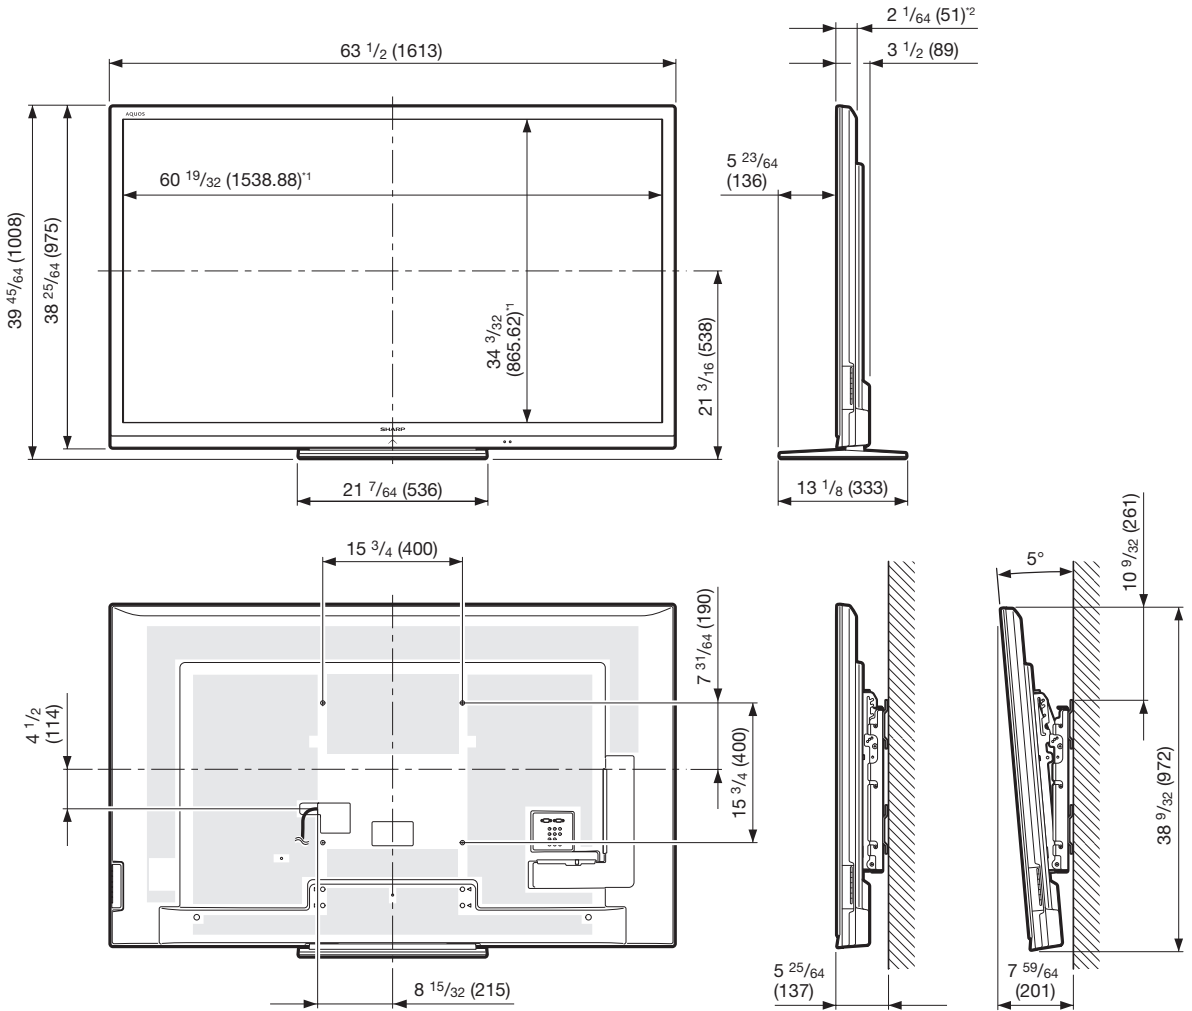 2 1/64 (51)*2
63 1/2 (1613)
3 1/2 (89)
AQUOS
5 23/64
(136)
60 19/32 (1538.88)*1
39 45/64 (1008)
38 25/64 (975)
34 3/32
(865.62)*1
21 3/16 (538)
SHARP
21 7/64 (536)
13 1/8 (333)
15 3/4 (400)
10 9/32 (261)
5°
7 31/64 (190)
4 1/2
(114)
15 3/4 (400)
38 9/32 (972)
8 15/32 (215)
5 25/64
(137)
7 59/64
(201)